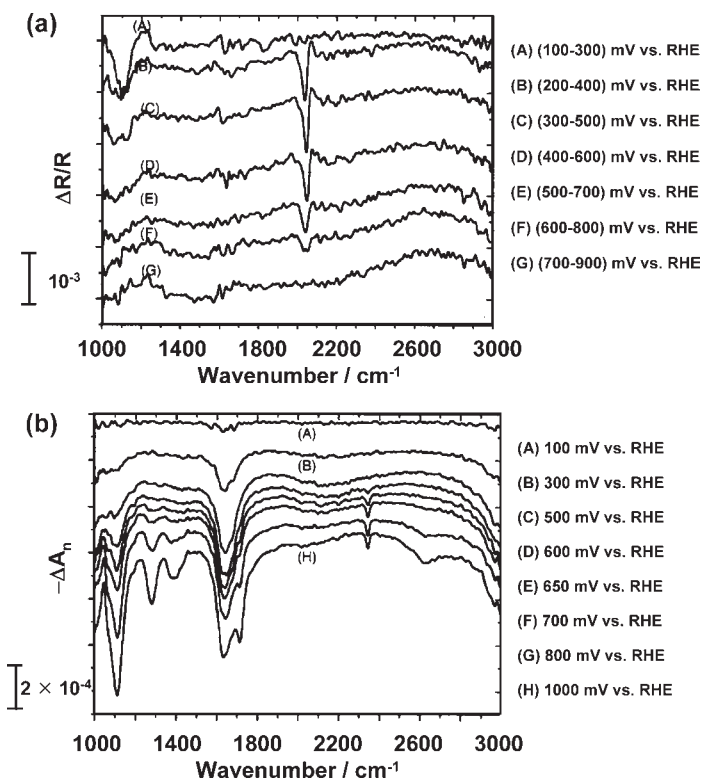 (a)
(A)
(B)
(C)
(D)
(E)
(F)
(G)
ΔR/R
10-3
1000 1400 1800 2200 2600 3000
Wavenumber / cm-1
(A) (100-300) mV vs. RHE
(B) (200-400) mV vs. RHE
(C) (300-500) mV vs. RHE
(D) (400-600) mV vs. RHE
(E) (500-700) mV vs. RHE
(F) (600-800) mV vs. RHE
(G) (700-900) mV vs. RHE
(b)
(A)
(B)
(H)
−ΔAn
2 × 10-4
1000 1400 1800 2200 2600 3000
Wavenumber / cm-1
(A) 100 mV vs. RHE
(B) 300 mV vs. RHE
(C) 500 mV vs. RHE
(D) 600 mV vs. RHE
(E) 650 mV vs. RHE
(F) 700 mV vs. RHE
(G) 800 mV vs. RHE
(H) 1000 mV vs. RHE